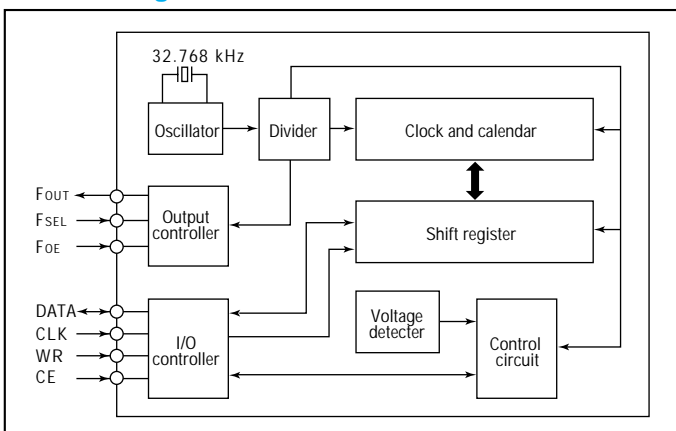 32.768 kHz
Oscillator
Divider
Clock and calendar
FOUT
FSEL
FOE
Output
controller
Shift register
DATA
CLK
WR
CE
I/O
controller
Voltage
detecter
Control
circuit